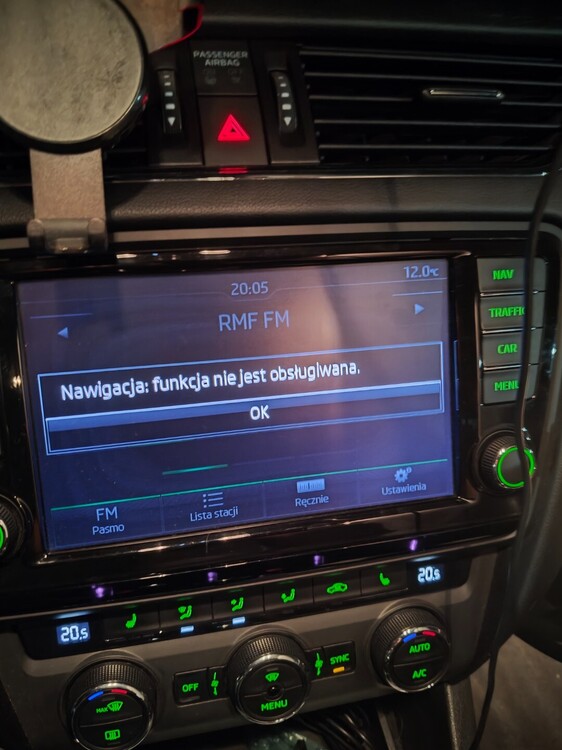 PASSENGER
AIRBAG
12.0°C
20:05
RMF FM
Nawigacja: funkcja nie jest obsługiwana.
OK
FM
Pasmo
Lista stacji
Ręcznie
Ustawienia
NAV
TRAFFIC
CAR
MENU
20.5
20.5
MAX
OFF
MENU
SYNC
AUTO
A/C